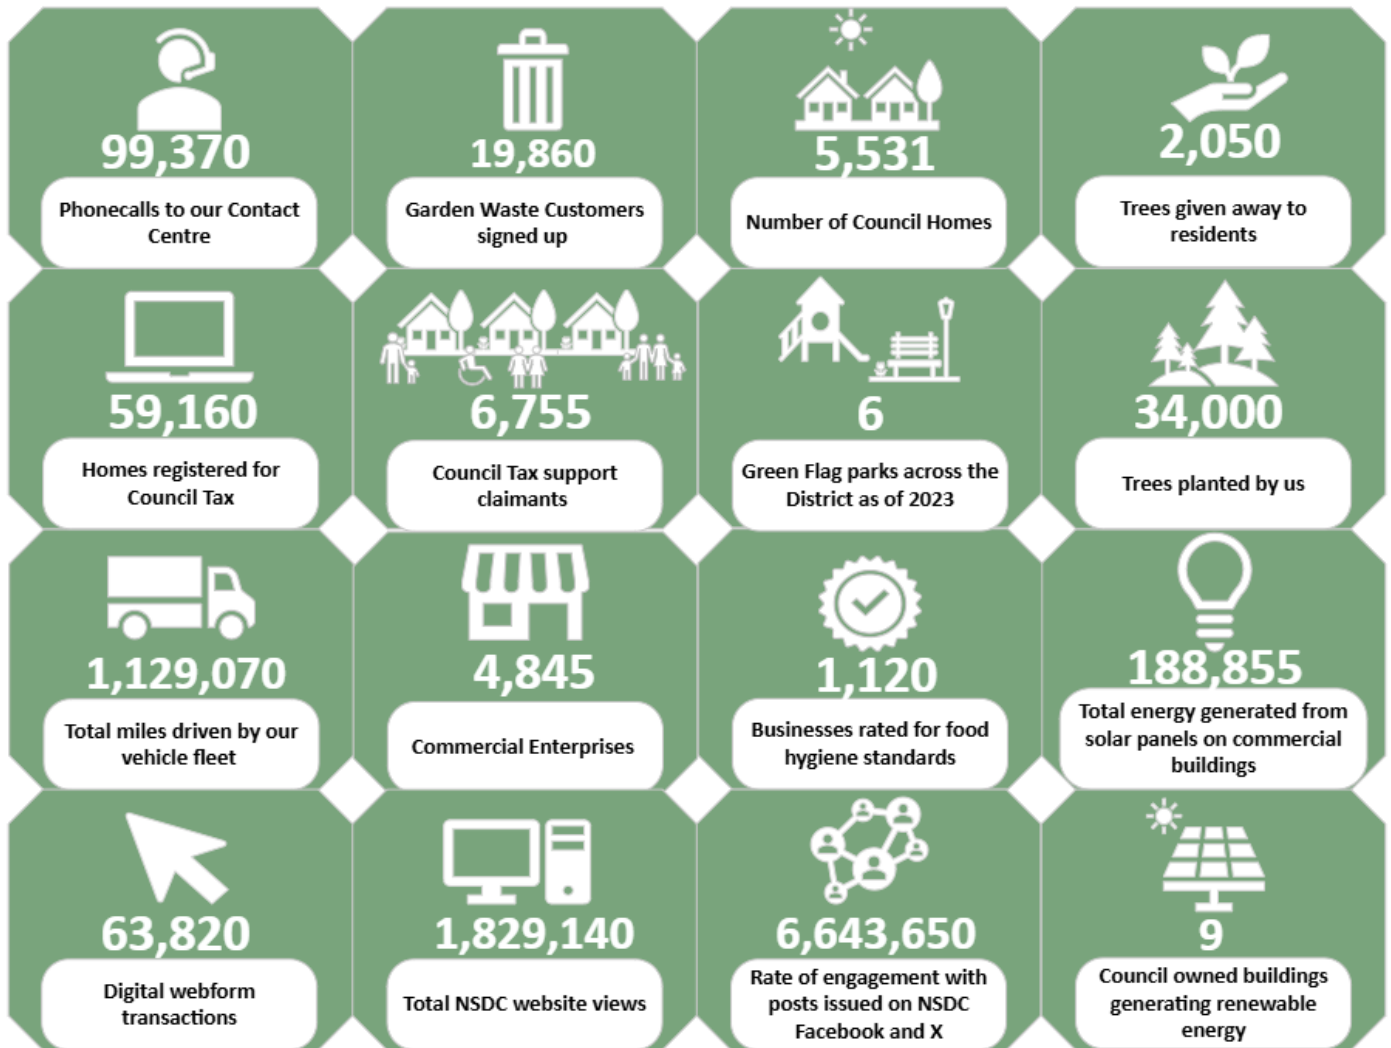 99,370
Phonecalls to our Contact
Centre
19,860
Garden Waste Customers
signed up
5,531
Number of Council Homes
2,050
Trees given away to
residents
59,160
Homes registered for
Council Tax
6,755
Council Tax support
claimants
6
Green Flag parks across the
District as of 2023
34,000
Trees planted by us
1,129,070
Total miles driven by our
vehicle fleet
4,845
Commercial Enterprises
1,120
Businesses rated for food
hygiene standards
188,855
Total energy generated from
solar panels on commercial
buildings
63,820
Digital webform
transactions
1,829,140
Total NSDC website views
6,643,650
Rate of engagement with
posts issued on NSDC
Facebook and X
9
Council owned buildings
generating renewable
energy